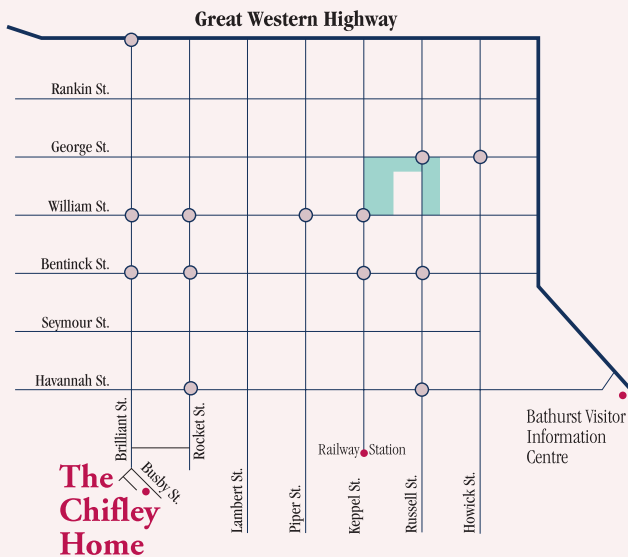 Great Western Highway
Rankin St.
George St.
William St.
Bentinck St.
Seymour St.
Havannah St.
Brilliant St.
Rocket St.
Lambert St.
Piper St.
Keppel St.
Russell St.
Howick St.
Busby St.
Railway Station
Bathurst Visitor
Information
Centre
The
Chifley
Home